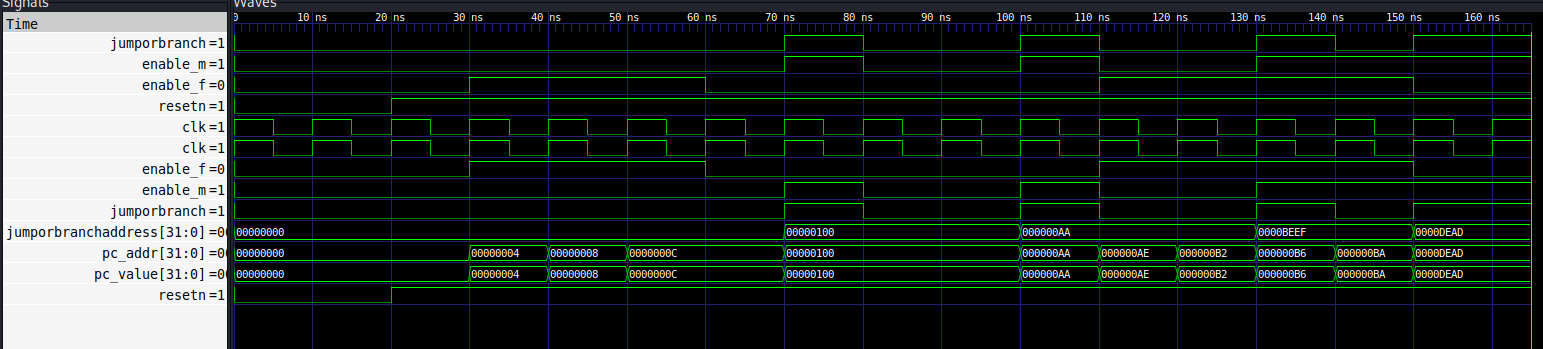 Signals Waves
Time 0 10 ns 20 ns 30 ns 40 ns 50 ns 60 ns 70 ns 80 ns 90 ns 100 ns 110 ns 120 ns 130 ns 140 ns 150 ns 160 ns
jumporbranch =1
enable_m =1
enable_f =0
resetn =1
clk =1
clk =1
enable_f =0
enable_m =1
jumporbranch =1
jumporbranchaddress[31:0] =00 00000000 00000100 000000AA 0000BEEF 0000DEAD
pc_addr[31:0] =00 00000000 00000004 00000008 0000000C 00000100 000000AA 000000AE 000000B2 000000B6 000000BA 0000DEAD
pc_value[31:0] =00 00000000 00000004 00000008 0000000C 00000100 000000AA 000000AE 000000B2 000000B6 000000BA 0000DEAD
resetn =1